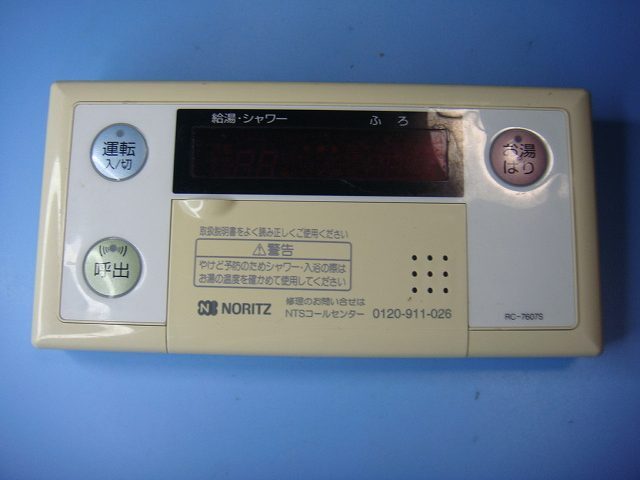 給湯・シャワー ふろ
運転
入/切
お湯
はり
呼出
取扱説明書をよく読み正しくご使用ください
⚠警告
やけど予防のためシャワー・入浴の際は
お湯の温度を確かめて使用してください
NORITZ
修理のお問い合せは
NTSコールセンター 0120-911-026
RC-7607S